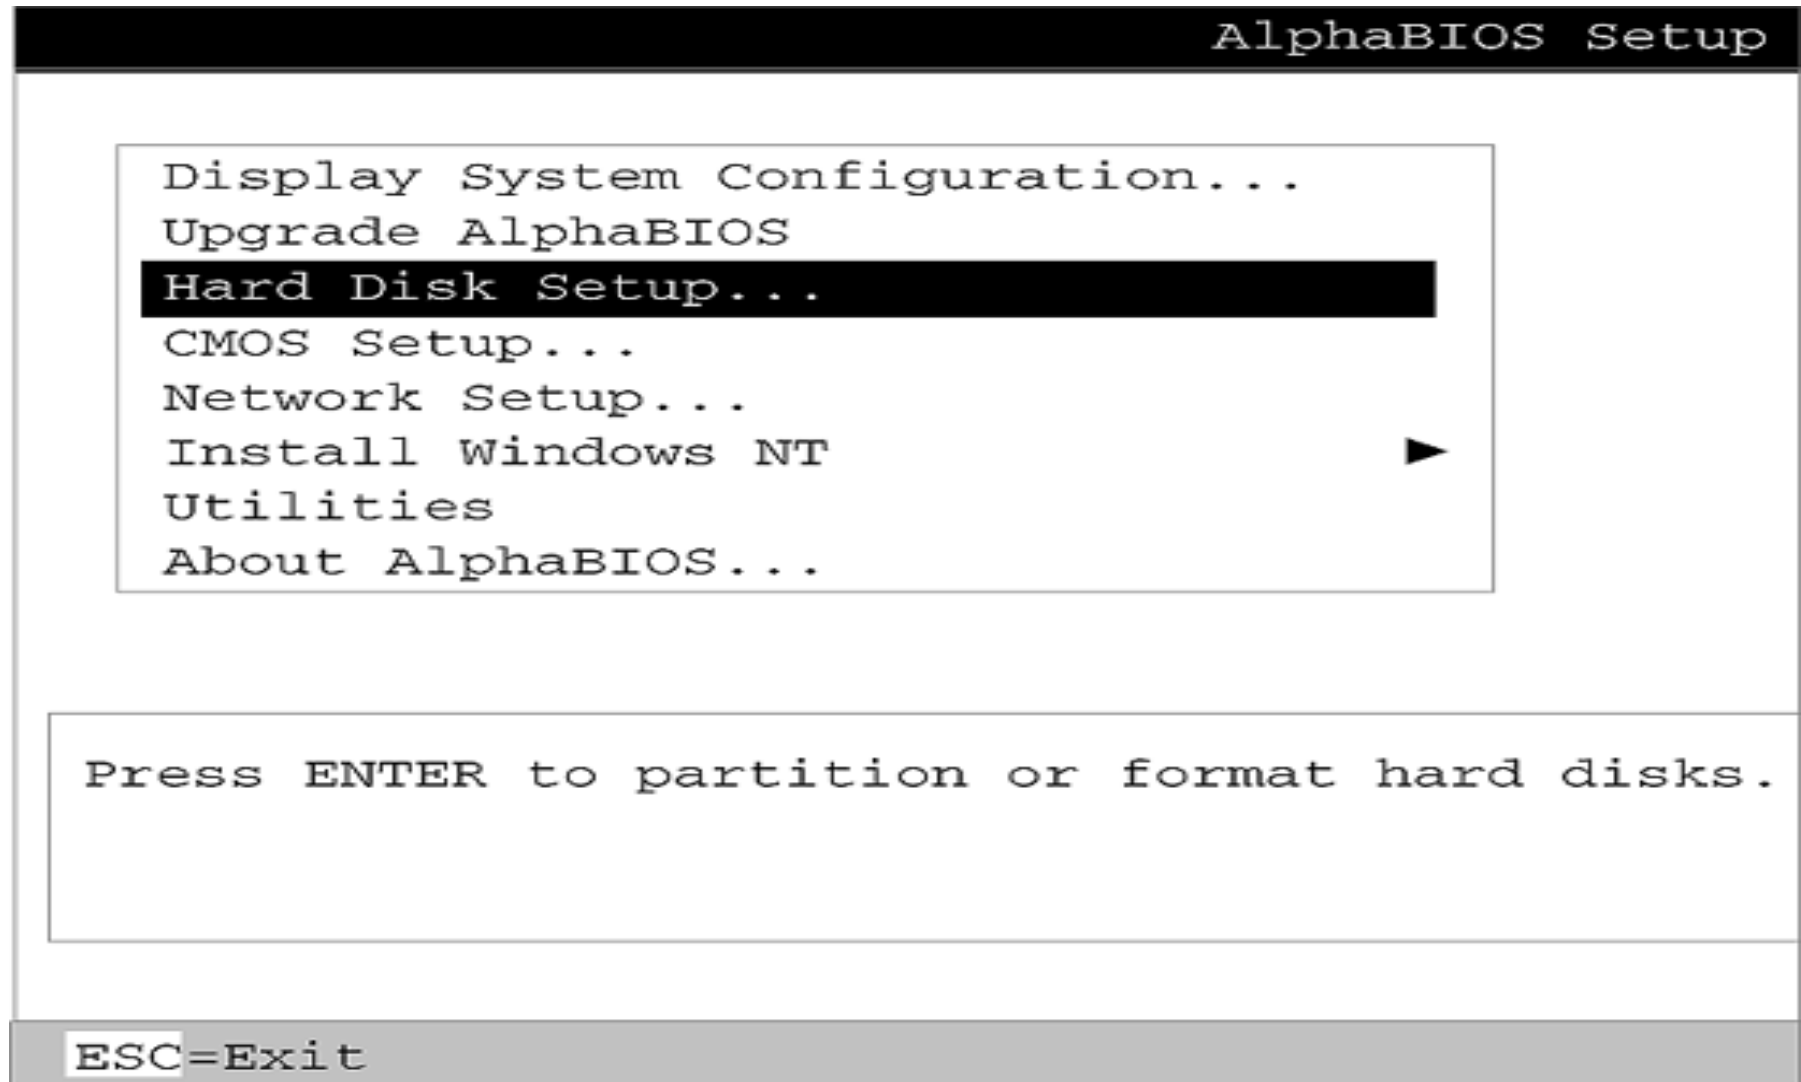 AlphaBIOS Setup
Display System Configuration...
Upgrade AlphaBIOS
Hard Disk Setup...
CMOS Setup...
Network Setup...
Install Windows NT
Utilities
About AlphaBIOS...
Press ENTER to partition or format hard disks.
ESC=Exit